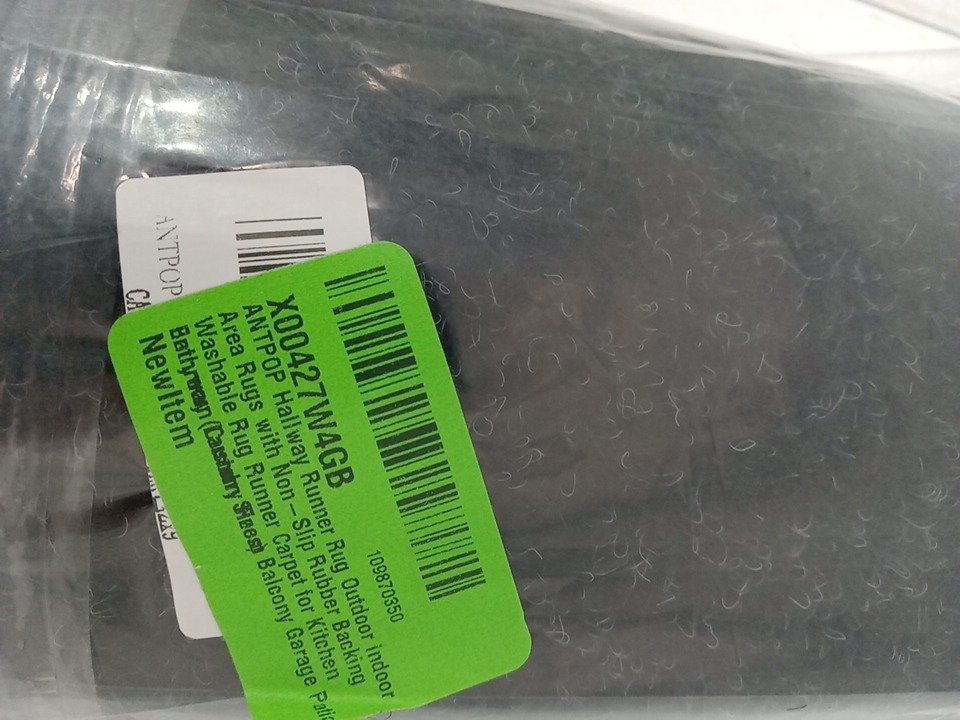 ANTPOP
X00427W4GB
ANTPOP Hallway Runner Rug Outdoor indoor
Area Rugs with Non-Slip Rubber Backing
Washable Rug Runner Carpet for Kitchen
Balcony Garage Patio
NewItem
109870350